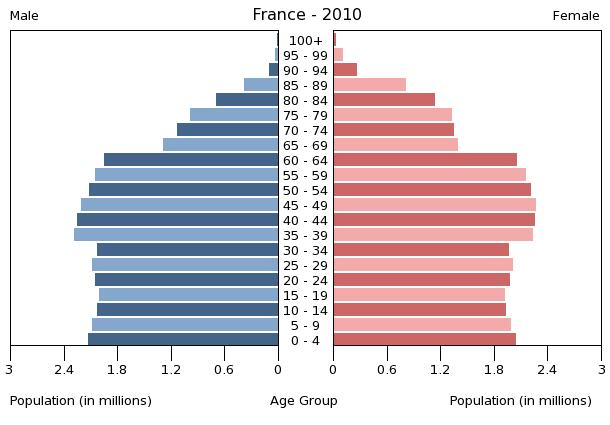 Male France - 2010 Female
100+
95 - 99
90 - 94
85 - 89
80 - 84
75 - 79
70 - 74
65 - 69
60 - 64
55 - 59
50 - 54
45 - 49
40 - 44
35 - 39
30 - 34
25 - 29
20 - 24
15 - 19
10 - 14
5 - 9
0 - 4
3 2.4 1.8 1.2 0.6 0 0 0.6 1.2 1.8 2.4 3
Population (in millions) Age Group Population (in millions)